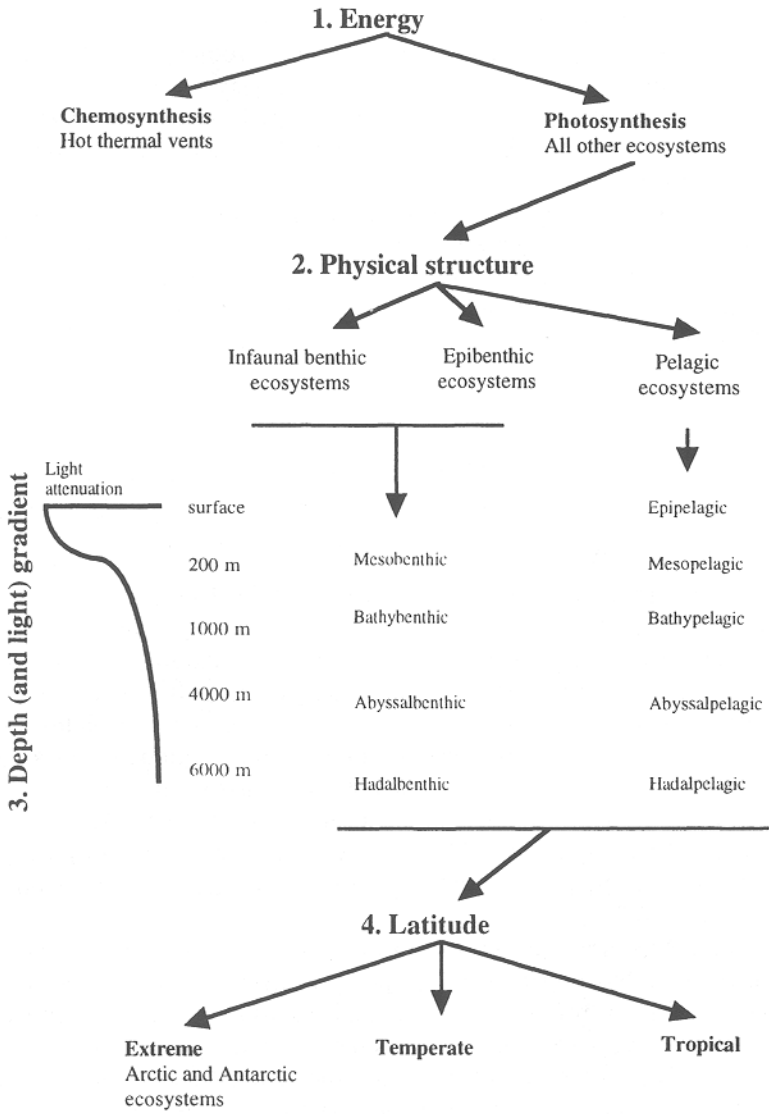 1. Energy
Chemosynthesis
Hot thermal vents
Photosynthesis
All other ecosystems
2. Physical structure
Infaunal benthic
ecosystems
Epibenthic
ecosystems
Pelagic
ecosystems
3. Depth (and light) gradient
Light
attenuation
surface
Epipelagic
200 m
Mesobenthic
Mesopelagic
1000 m
Bathybenthic
Bathypelagic
4000 m
Abyssalbenthic
Abyssalpelagic
6000 m
Hadalbenthic
Hadalpelagic
4. Latitude
Extreme
Arctic and Antarctic
ecosystems
Temperate
Tropical